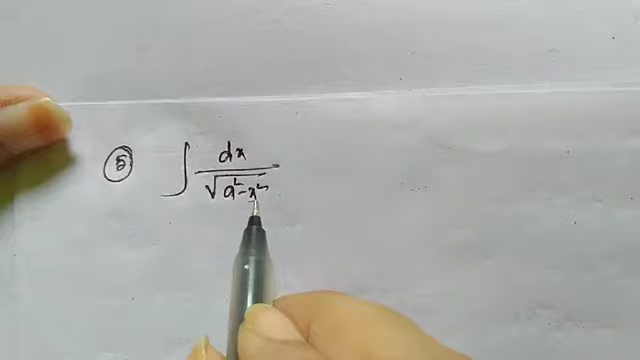 ⑤ ∫ dx / √(a² - x²)